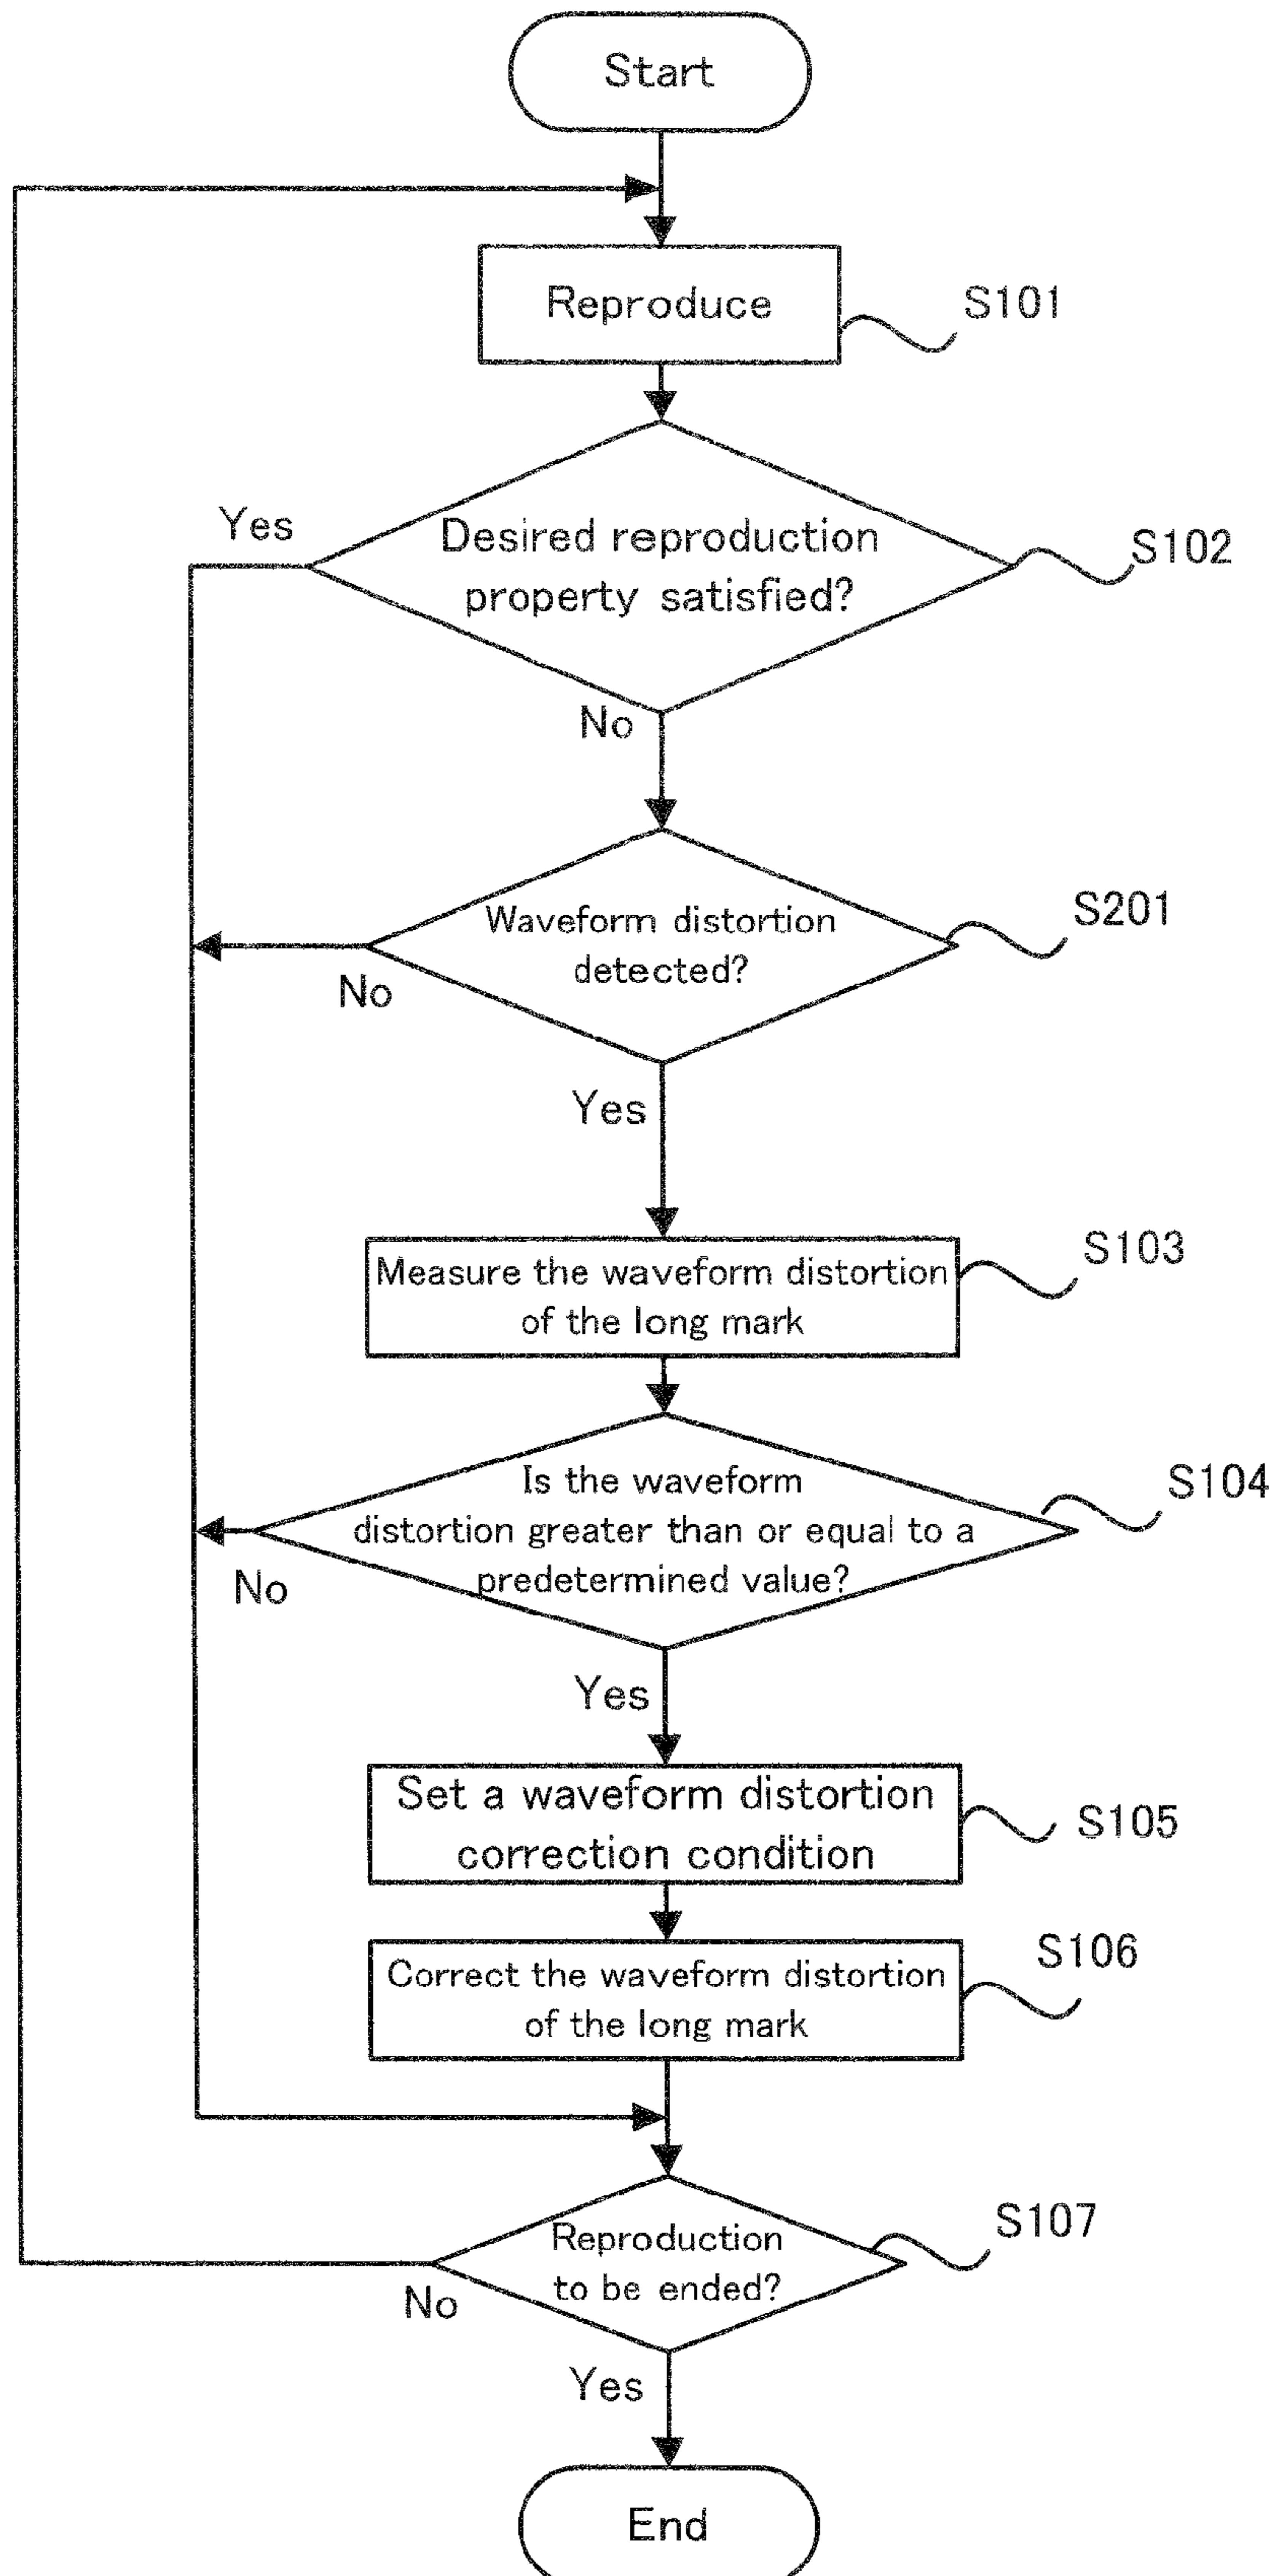 Start
Reproduce
S101
Yes
Desired reproduction
property satisfied?
S102
No
Waveform distortion
detected?
S201
No
Yes
Measure the waveform distortion
of the long mark
S103
Is the waveform
distortion greater than or equal to a
predetermined value?
S104
No
Yes
Set a waveform distortion
correction condition
S105
Correct the waveform distortion
of the long mark
S106
Reproduction
to be ended?
S107
No
Yes
End